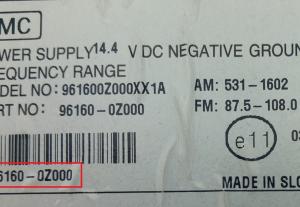 MC
WER SUPPLY 14.4 V DC NEGATIVE GROUN
EQUENCY RANGE
DEL NO: 961600Z000XX1A AM: 531-1602
RT NO: 96160-0Z000 FM: 87.5-108.0
e11 03
6160-0Z000 MADE IN SLO